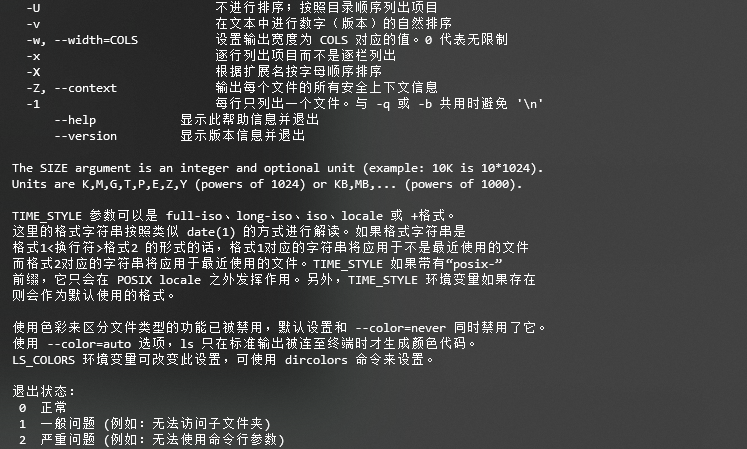 -U 不进行排序；按照目录顺序列出项目
-v 在文本中进行数字（版本）的自然排序
-w, --width=COLS 设置输出宽度为 COLS 对应的值。0 代表无限制
-x 逐行列出项目而不是逐栏列出
-X 根据扩展名按字母顺序排序
-Z, --context 输出每个文件的所有安全上下文信息
-1 每行只列出一个文件。与 -q 或 -b 共用时避免 '\n'
--help 显示此帮助信息并退出
--version 显示版本信息并退出
The SIZE argument is an integer and optional unit (example: 10K is 10*1024).
Units are K,M,G,T,P,E,Z,Y (powers of 1024) or KB,MB,... (powers of 1000).
TIME_STYLE 参数可以是 full-iso、long-iso、iso、locale 或 +格式。
这里的格式字符串按照类似 date(1) 的方式进行解读。如果格式字符串是
格式1<换行符>格式2 的形式的话，格式1对应的字符串将应用于不是最近使用的文件
而格式2对应的字符串将应用于最近使用的文件。TIME_STYLE 如果带有“posix-”
前缀，它只会在 POSIX locale 之外发挥作用。另外，TIME_STYLE 环境变量如果存在
则会作为默认使用的格式。
使用色彩来区分文件类型的功能已被禁用，默认设置和 --color=never 同时禁用了它。
使用 --color=auto 选项，ls 只在标准输出被连至终端时才生成颜色代码。
LS_COLORS 环境变量可改变此设置，可使用 dircolors 命令来设置。
退出状态：
0 正常
1 一般问题 (例如：无法访问子文件夹)
2 严重问题 (例如：无法使用命令行参数)